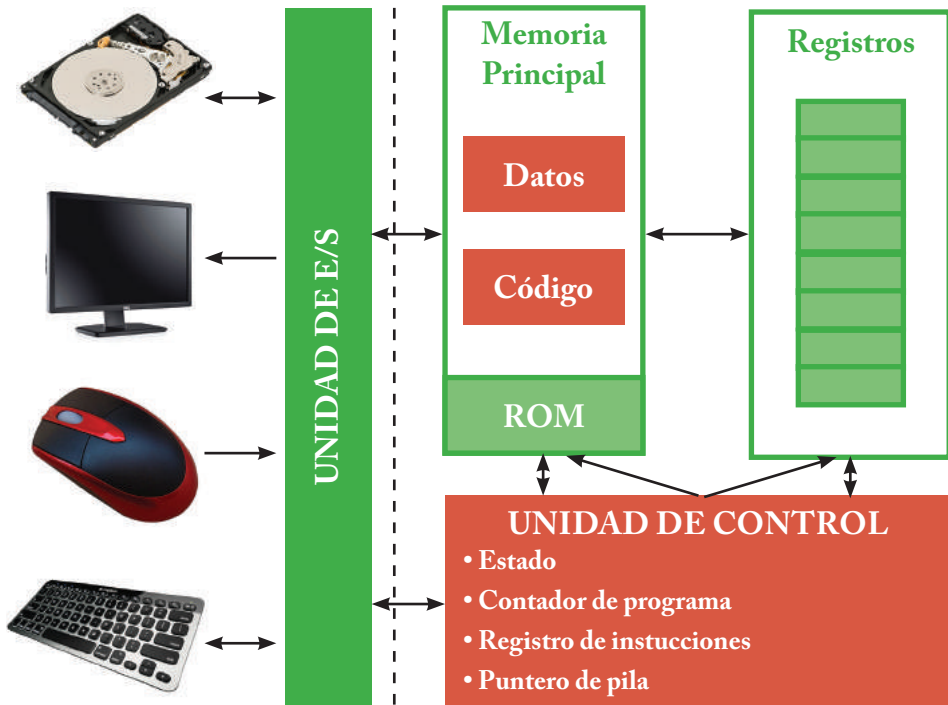 UNIDAD DE E/S
Memoria
Principal
Datos
Código
ROM
Registros
UNIDAD DE CONTROL
• Estado
• Contador de programa
• Registro de instucciones
• Puntero de pila